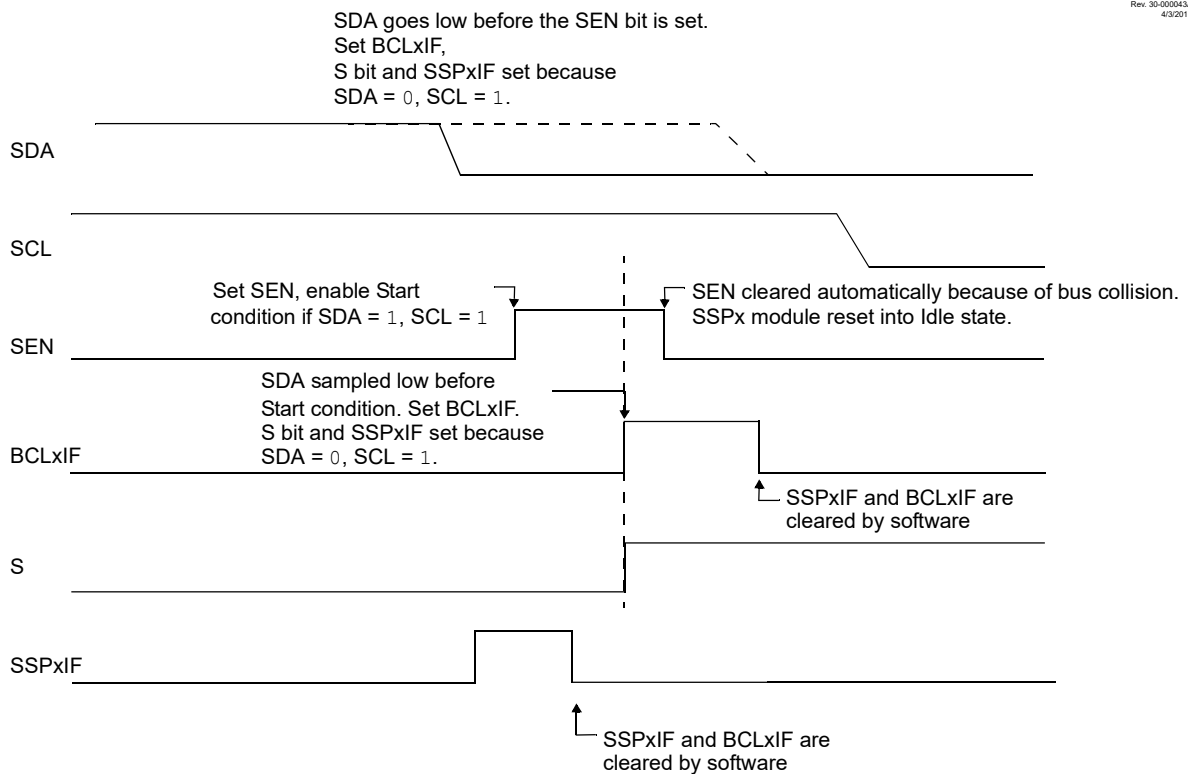 Rev. 30-000043A
4/3/201
SDA goes low before the SEN bit is set.
Set BCLxIF,
S bit and SSPxIF set because
SDA = 0, SCL = 1.
SDA
SCL
Set SEN, enable Start
condition if SDA = 1, SCL = 1
SEN cleared automatically because of bus collision.
SSPx module reset into Idle state.
SEN
SDA sampled low before
Start condition. Set BCLxIF.
S bit and SSPxIF set because
SDA = 0, SCL = 1.
BCLxIF
SSPxIF and BCLxIF are
cleared by software
S
SSPxIF
SSPxIF and BCLxIF are
cleared by software